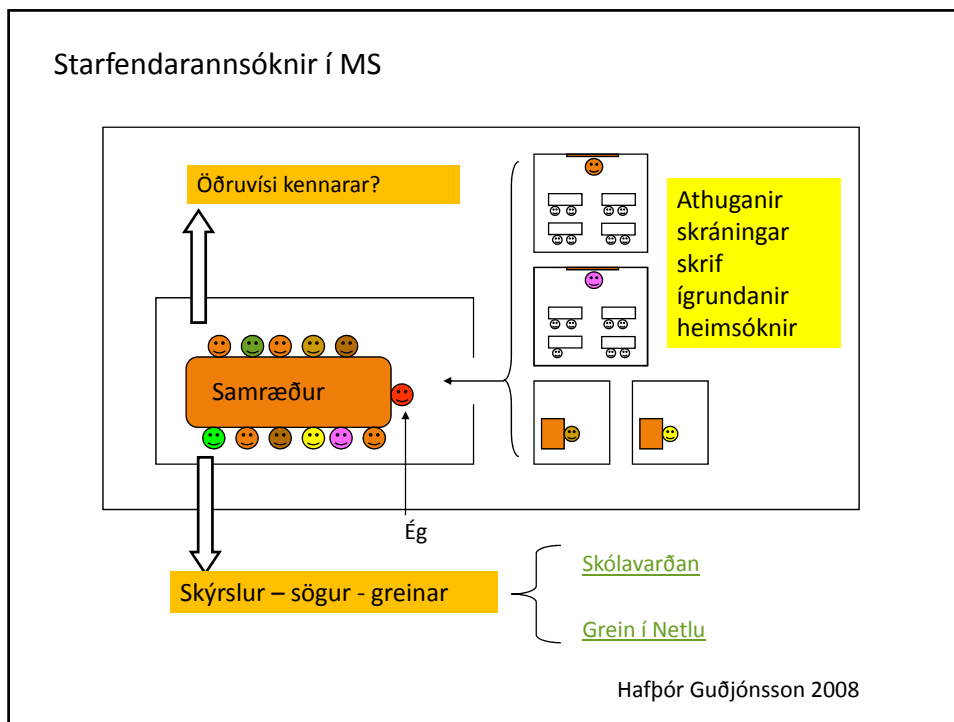 Starfendarannsóknir í MS
Öðruvísi kennarar?
Athuganir
skráningar
skrif
ígrundanir
heimsóknir
Samræður
Ég
Skýrslur – sögur - greinar
Skólavarðan
Grein í Netlu
Hafþór Guðjónsson 2008